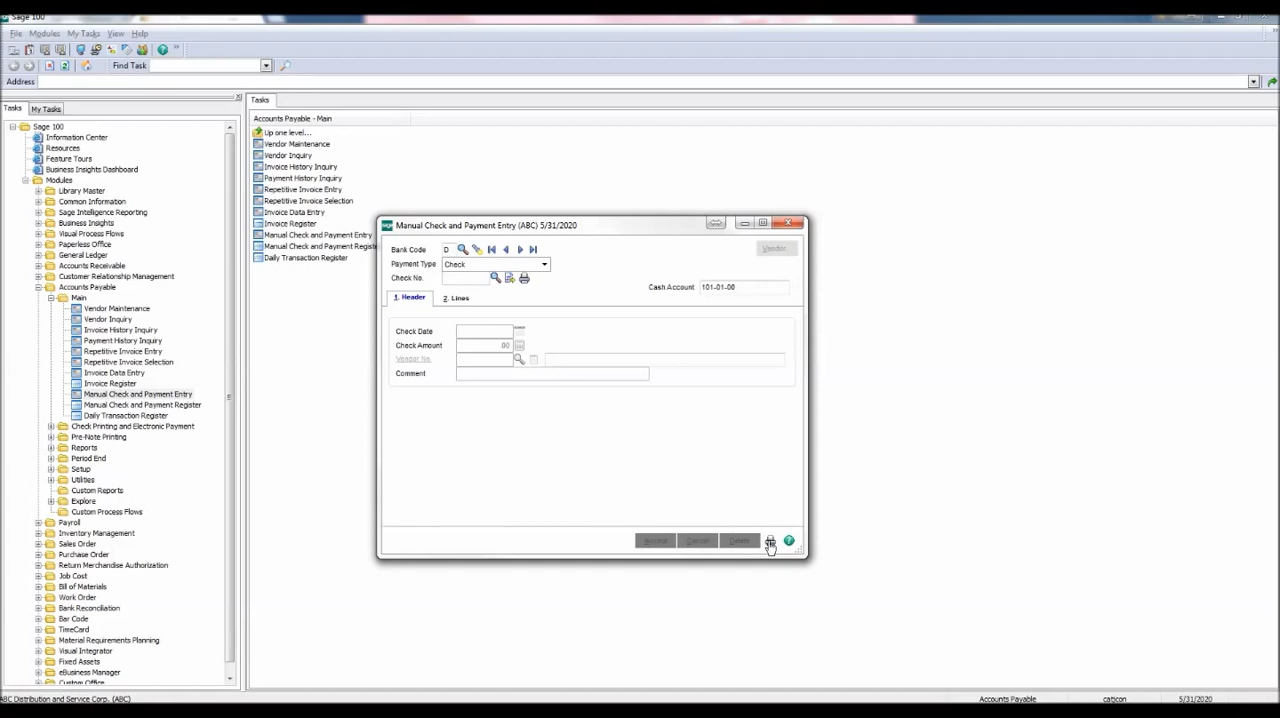 Sage 100
File Modules My Tasks View Help
Find Task
Address
Tasks My Tasks
Sage 100
Information Center
Resources
Feature Tours
Business Insights Dashboard
Modules
Library Master
Common Information
Sage Intelligence Reporting
Business Insights
Visual Process Flows
Paperless Office
General Ledger
Accounts Receivable
Customer Relationship Management
Accounts Payable
Main
Vendor Maintenance
Vendor Inquiry
Invoice History Inquiry
Payment History Inquiry
Repetitive Invoice Entry
Repetitive Invoice Selection
Invoice Data Entry
Invoice Register
Manual Check and Payment Entry
Manual Check and Payment Register
Daily Transaction Register
Check Printing and Electronic Payment
Pre-Note Printing
Reports
Period End
Setup
Utilities
Custom Reports
Explore
Custom Process Flows
Payroll
Inventory Management
Sales Order
Purchase Order
Return Merchandise Authorization
Job Cost
Bill of Materials
Work Order
Bank Reconciliation
Bar Code
TimeCard
Material Requirements Planning
Visual Integrator
Fixed Assets
eBusiness Manager
Custom Office
Tasks
Accounts Payable - Main
Up one level...
Vendor Maintenance
Vendor Inquiry
Invoice History Inquiry
Payment History Inquiry
Repetitive Invoice Entry
Repetitive Invoice Selection
Invoice Data Entry
Invoice Register
Manual Check and Payment Entry
Manual Check and Payment Registe
Daily Transaction Register
Manual Check and Payment Entry (ABC) 5/31/2020
Bank Code D Vendor...
Payment Type Check
Check No.
Cash Account 101-01-00
1. Header 2. Lines
Check Date
Check Amount .00
Vendor No.
Comment
Accept Cancel Delete
ABC Distribution and Service Corp. (ABC) Accounts Payable catjcon 5/31/2020